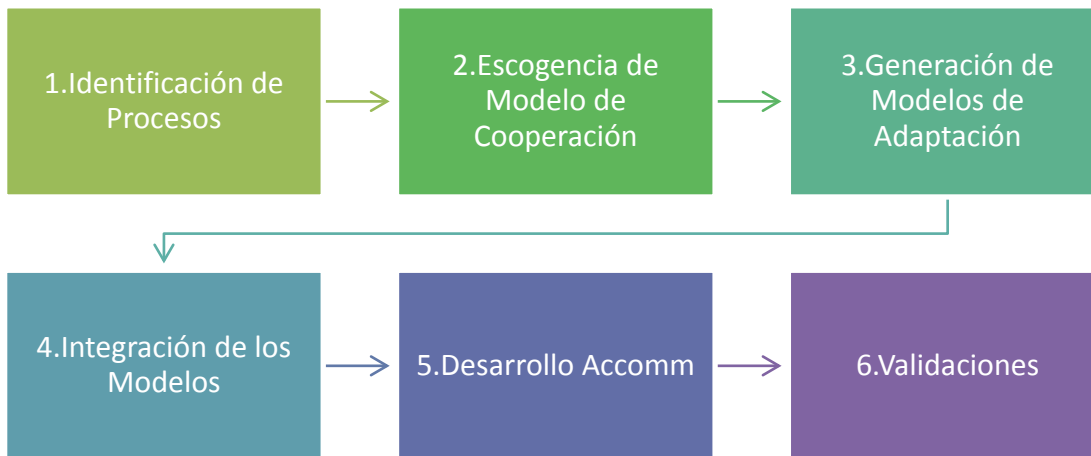 1.Identificación de
Procesos
2.Escogencia de
Modelo de
Cooperación
3.Generación de
Modelos de
Adaptación
4.Integración de los
Modelos
5.Desarrollo Accomm
6.Validaciones